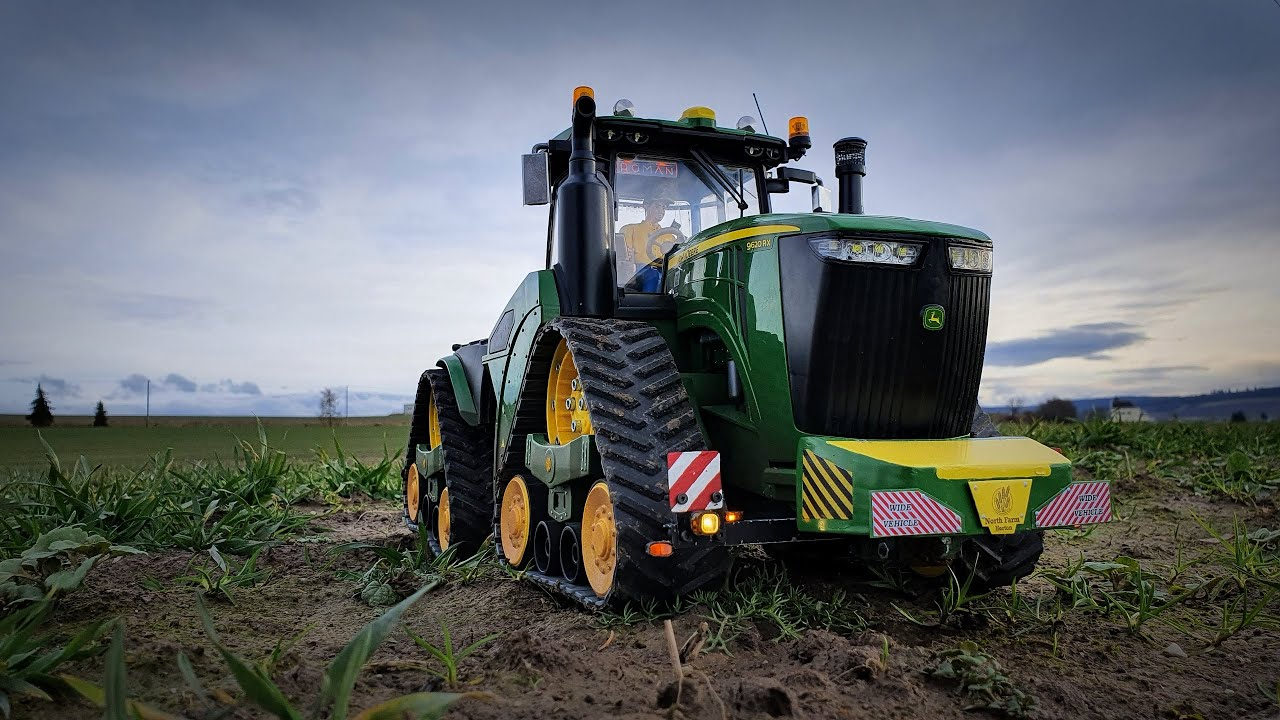 ROMAN
9620RX
WIDE
VEHICLE
North Farm
WIDE
VEHICLE